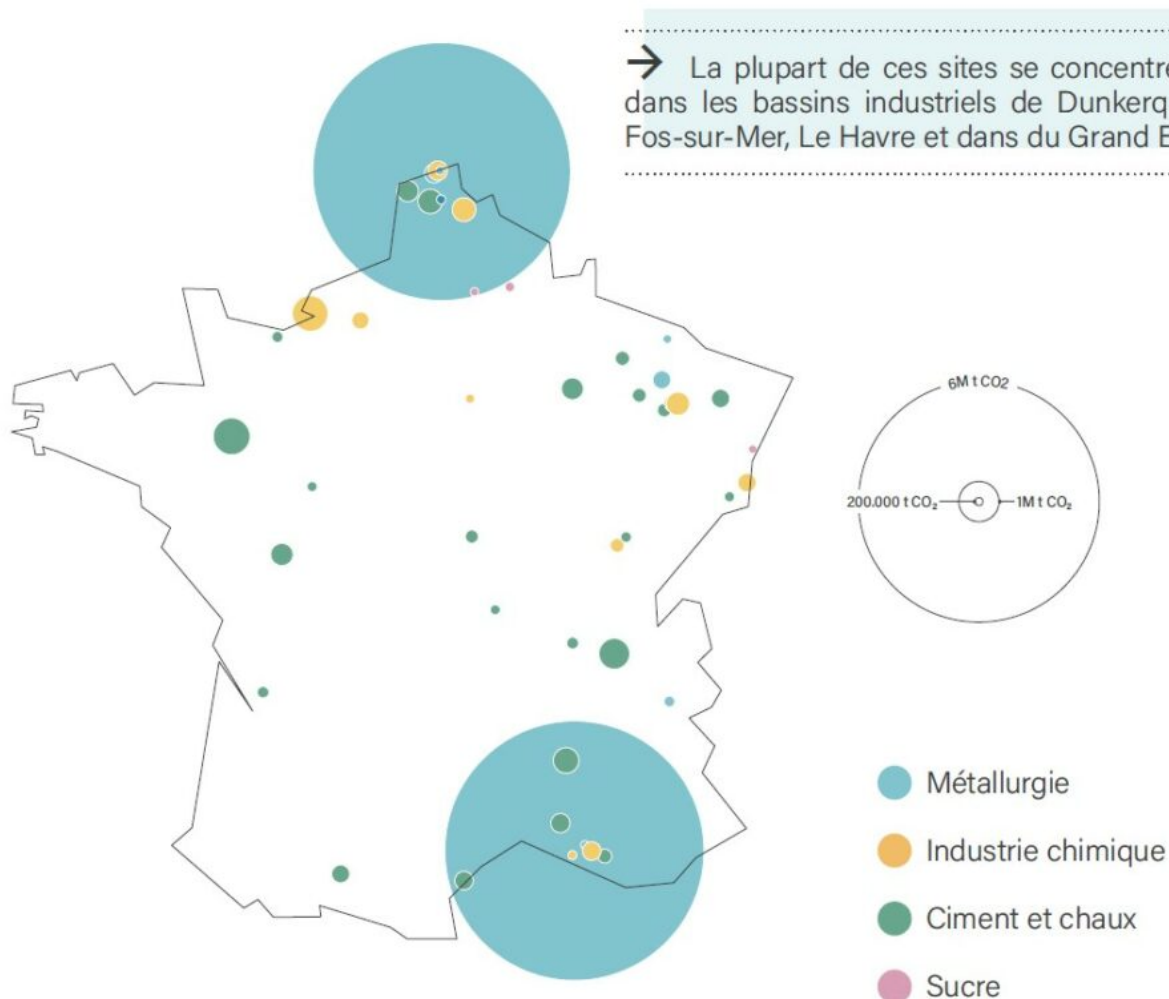 → La plupart de ces sites se concentre
dans les bassins industriels de Dunkerq
Fos-sur-Mer, Le Havre et dans du Grand E
6M t CO2
200.000 t CO₂
1M t CO₂
Métallurgie
Industrie chimique
Ciment et chaux
Sucre